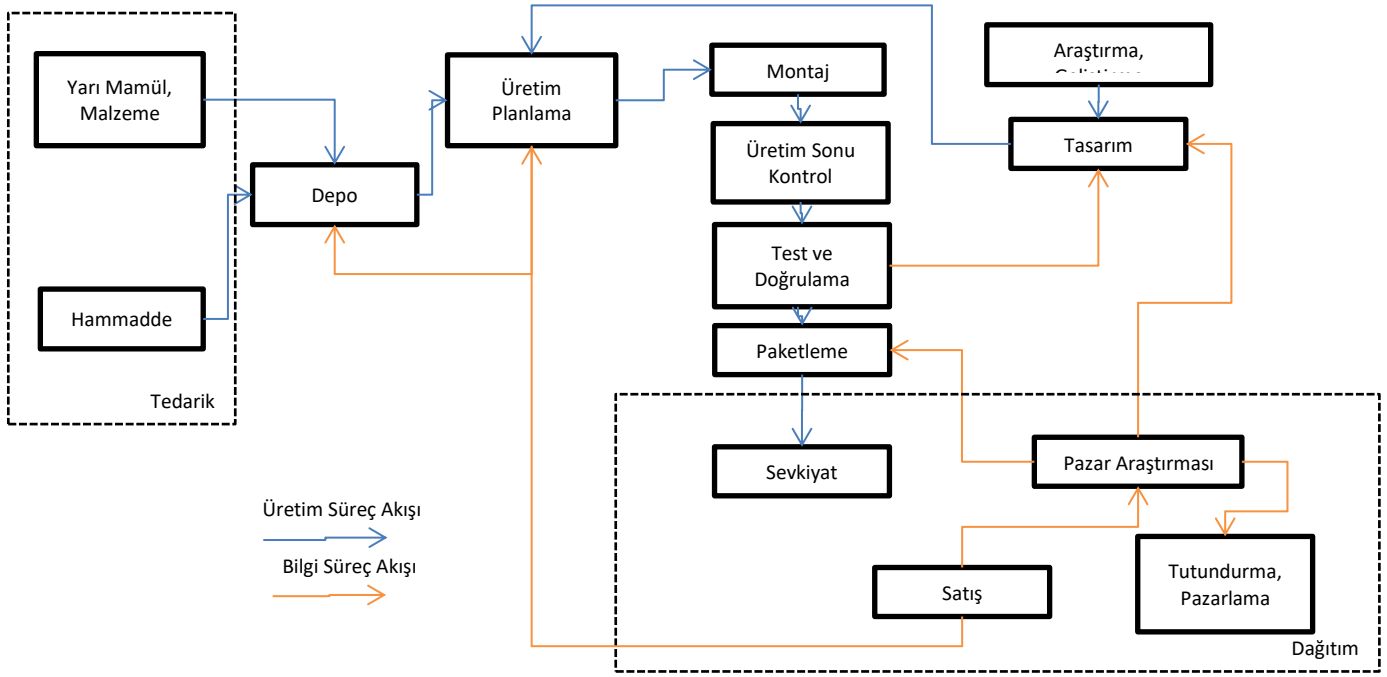 Yarı Mamül,
Malzeme
Hammadde
Tedarik
Depo
Üretim
Planlama
Montaj
Üretim Sonu
Kontrol
Test ve
Doğrulama
Paketleme
Sevkiyat
Araştırma,
Tasarım
Pazar Araştırması
Tutundurma,
Pazarlama
Satış
Dağıtım
Üretim Süreç Akışı
Bilgi Süreç Akışı